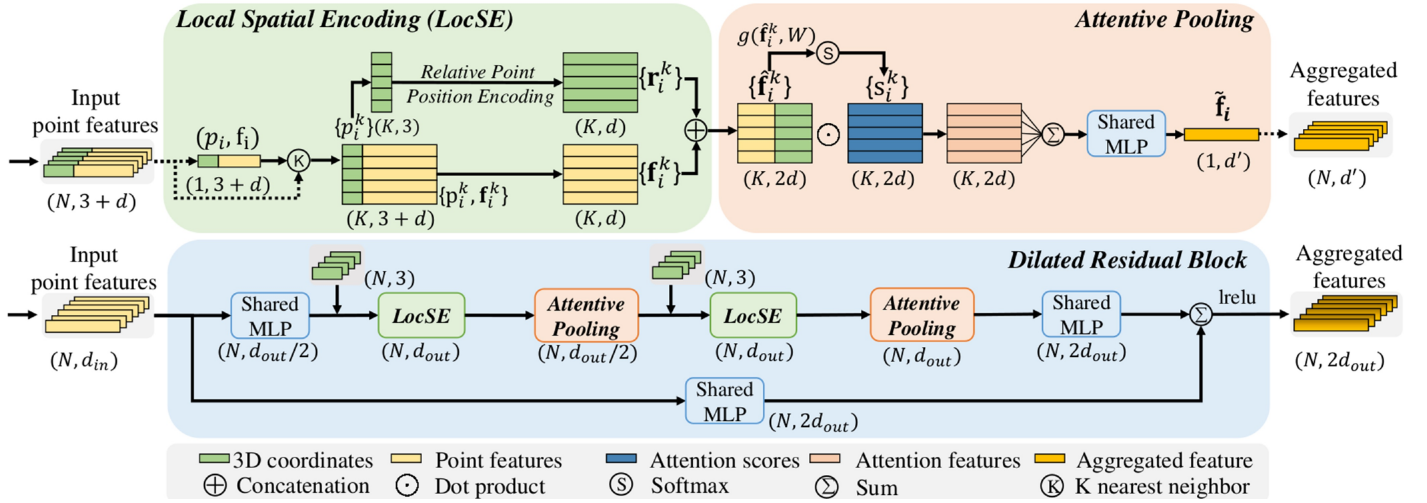 Local Spatial Encoding (LocSE)
Attentive Pooling
Input
point features
(N, 3 + d)
(p_i, f_i)
(1, 3 + d)
K
{p_i^k}(K, 3)
Relative Point
Position Encoding
(K, d)
{r_i^k}
(K, 3 + d)
{p_i^k, f_i^k}
(K, d)
{f_i^k}
g(f̂_i^k, W)
S
{f̂_i^k}
{s_i^k}
(K, 2d)
(K, 2d)
(K, 2d)
Σ
Shared
MLP
f̃_i
(1, d′)
Aggregated
features
(N, d′)
Dilated Residual Block
Input
point features
(N, d_in)
Shared
MLP
(N, d_out/2)
(N, 3)
LocSE
(N, d_out)
Attentive
Pooling
(N, d_out/2)
(N, 3)
LocSE
(N, d_out)
Attentive
Pooling
(N, d_out)
Shared
MLP
(N, 2d_out)
Σ
lrelu
Shared
MLP
(N, 2d_out)
Aggregated
features
(N, 2d_out)
3D coordinates
Point features
Attention scores
Attention features
Aggregated feature
Concatenation
Dot product
S Softmax
Σ Sum
K K nearest neighbor